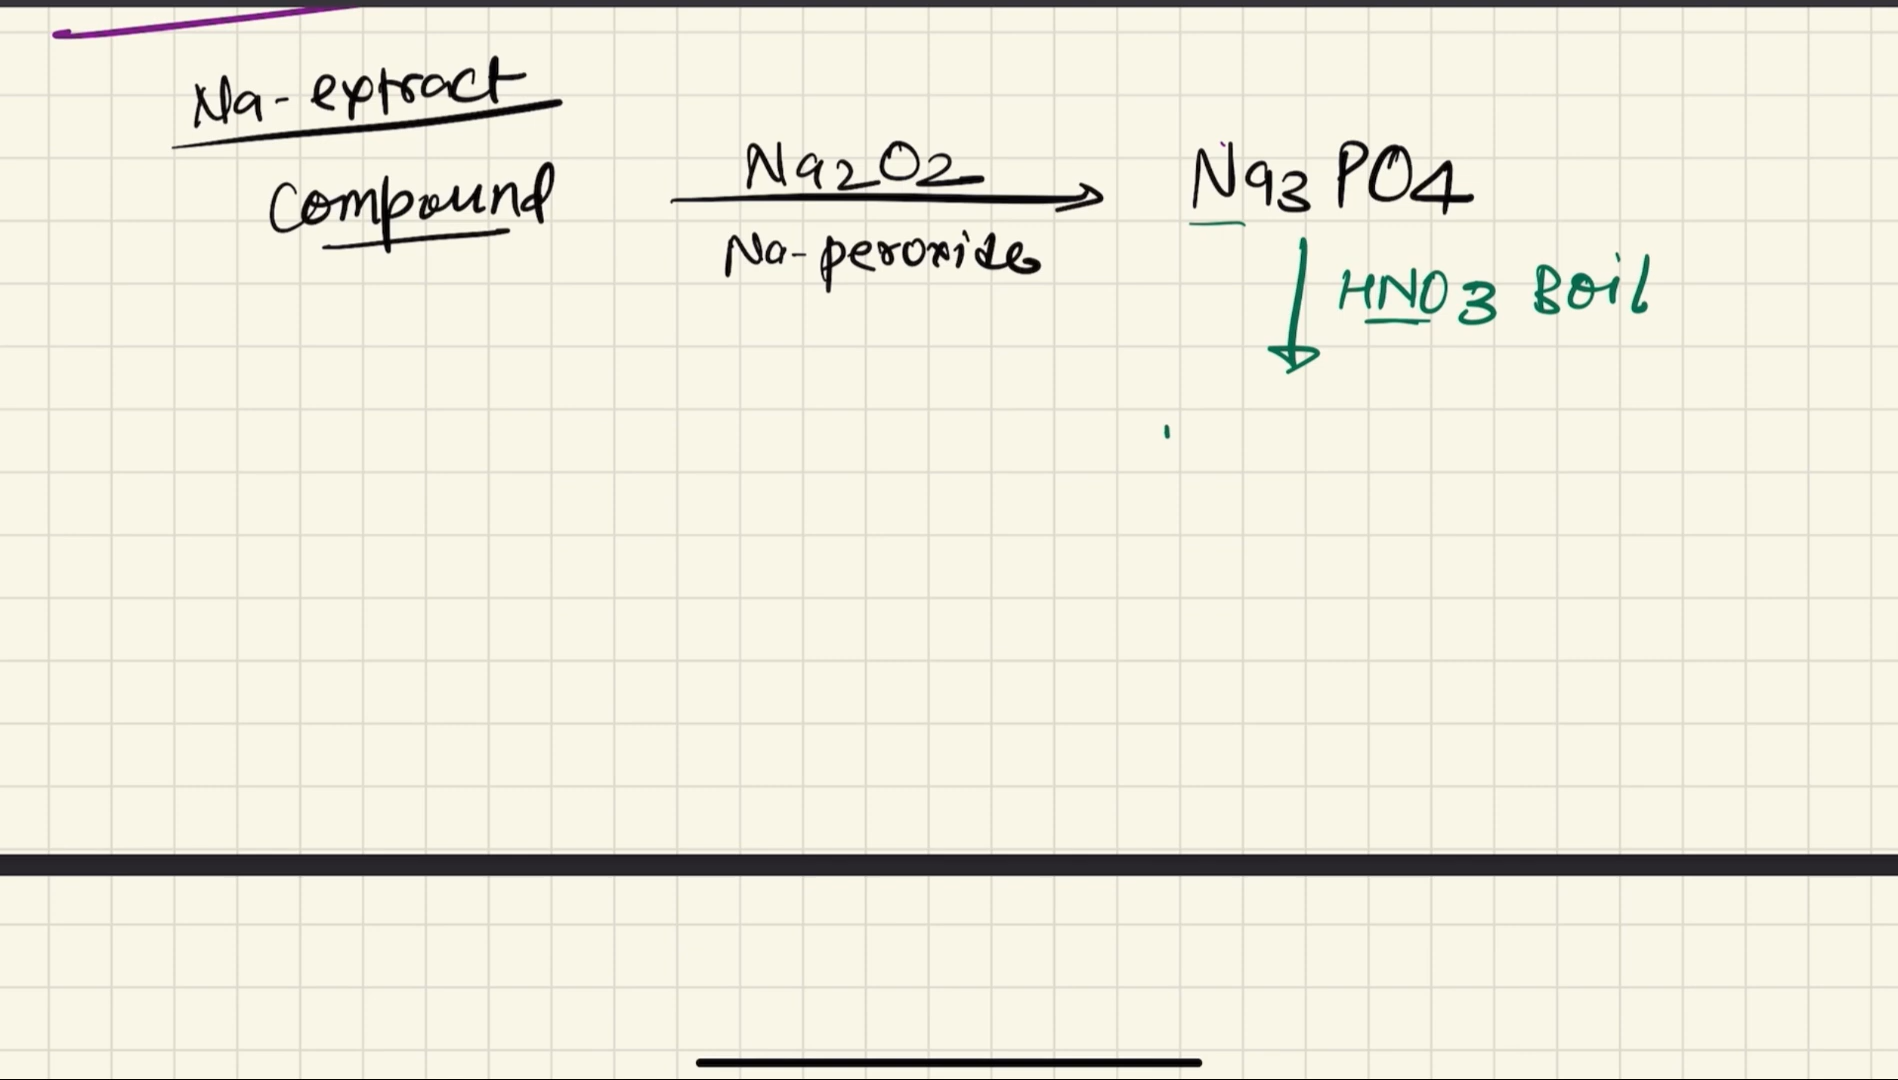 Na-extract
Compound
Na2O2
Na-peroxide
Na3PO4
HNO3 Boil